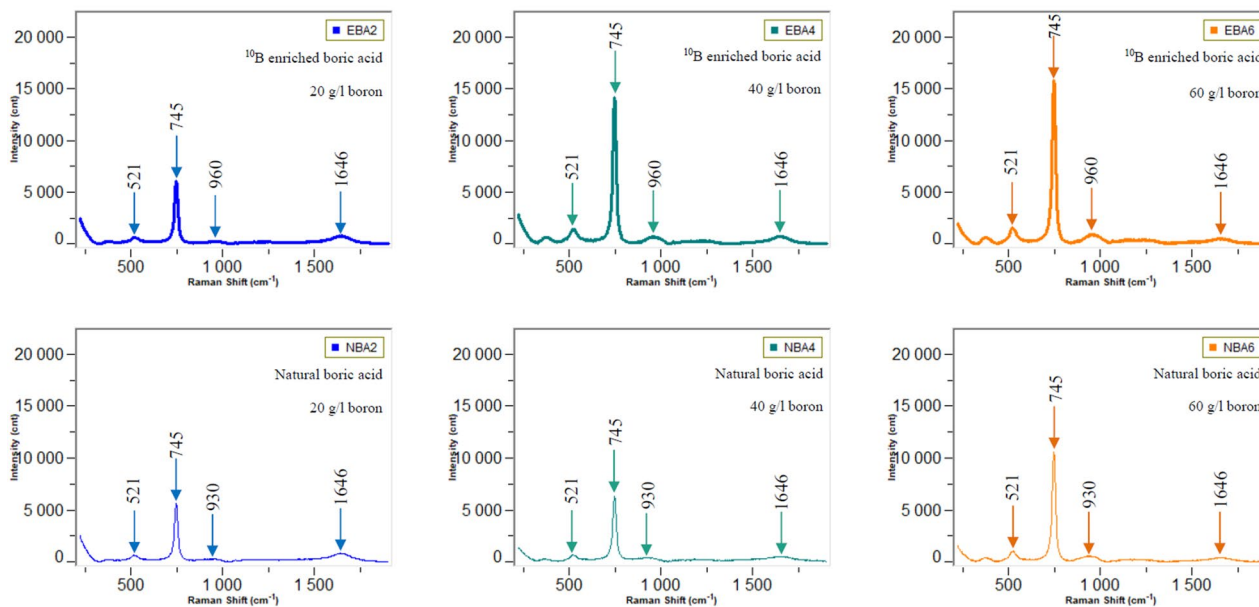 EBA2
¹⁰B enriched boric acid
20 g/l boron
Intensity (cnt)
20 000
15 000
10 000
5 000
0
521
745
960
1646
500
1 000
1 500
Raman Shift (cm⁻¹)
EBA4
¹⁰B enriched boric acid
40 g/l boron
Intensity (cnt)
20 000
15 000
10 000
5 000
0
521
745
960
1646
500
1 000
1 500
Raman Shift (cm⁻¹)
EBA6
¹⁰B enriched boric acid
60 g/l boron
Intensity (cnt)
20 000
15 000
10 000
5 000
0
521
745
960
1646
500
1 000
1 500
Raman Shift (cm⁻¹)
NBA2
Natural boric acid
20 g/l boron
Intensity (cnt)
20 000
15 000
10 000
5 000
0
521
745
930
1646
500
1 000
1 500
Raman Shift (cm⁻¹)
NBA4
Natural boric acid
40 g/l boron
Intensity (cnt)
20 000
15 000
10 000
5 000
0
521
745
930
1646
500
1 000
1 500
Raman Shift (cm⁻¹)
NBA6
Natural boric acid
60 g/l boron
Intensity (cnt)
20 000
15 000
10 000
5 000
0
521
745
930
1646
500
1 000
1 500
Raman Shift (cm⁻¹)